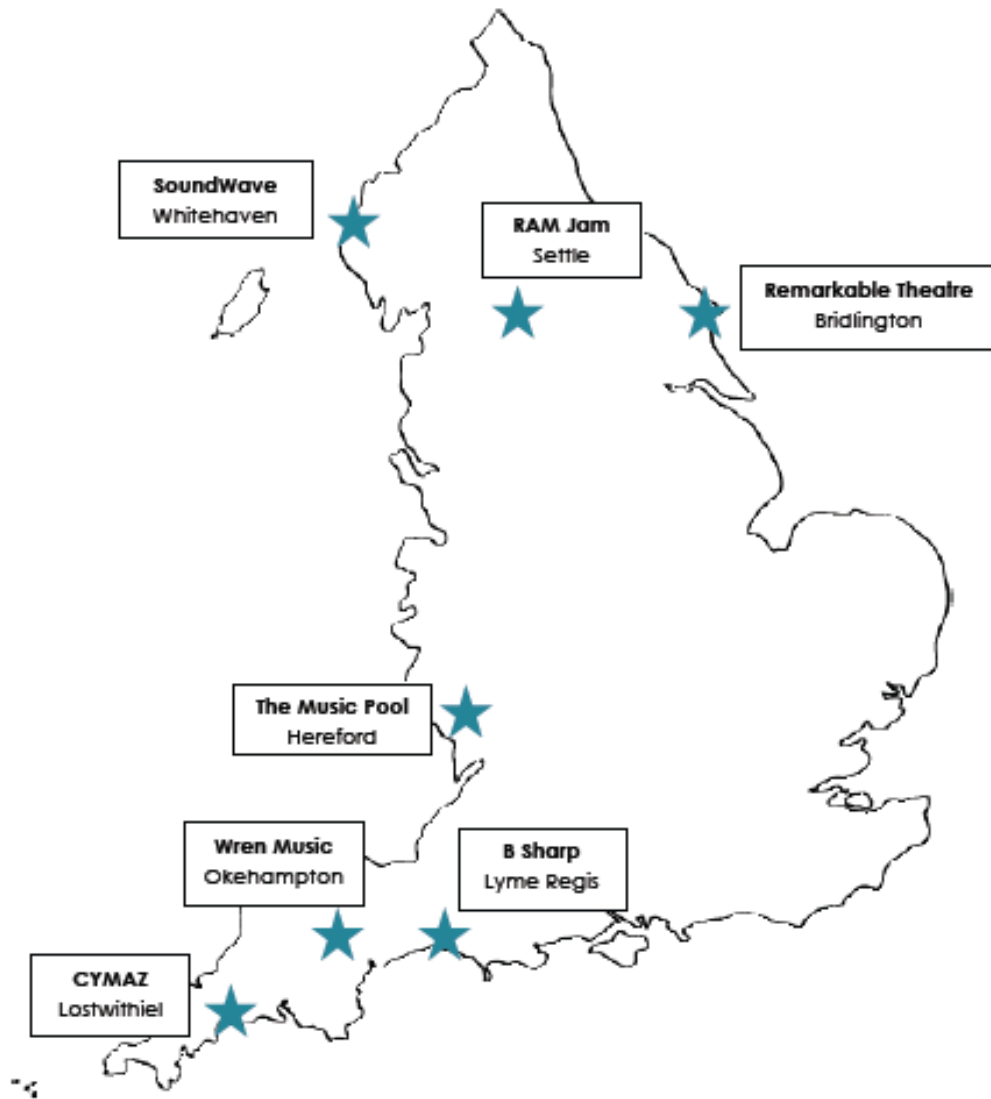 SoundWave
Whitehaven
RAM Jam
Settle
Remarkable Theatre
Bridlington
The Music Pool
Hereford
Wren Music
Okehampton
B Sharp
Lyme Regis
CYMAZ
Lostwithiel